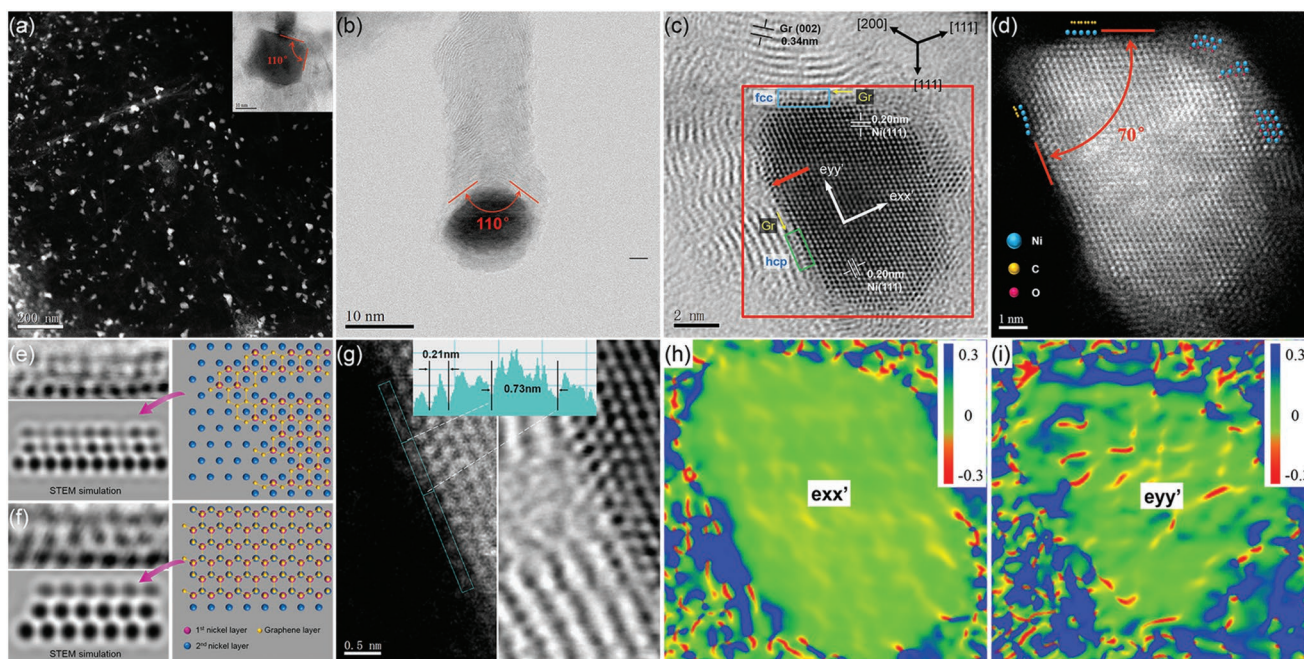 (a)
110°
11 nm
200 nm
(b)
110°
10 nm
(c)
Gr (002)
0.34nm
[200]
[111]
[111]
fcc
Gr
0.20nm
Ni(111)
eyy'
exx'
Gr
hcp
0.20nm
Ni(111)
2 nm
(d)
70°
Ni
C
O
1 nm
(e)
STEM simulation
(f)
STEM simulation
1st nickel layer
Graphene layer
2nd nickel layer
(g)
0.21nm
0.73nm
0.5 nm
(h)
0.3
0
-0.3
exx'
(i)
0.3
0
eyy'